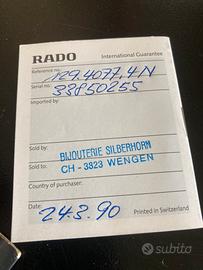 RADO
International Guarantee
Reference no.
129.4077.4N
Serial no.
33850255
Imported by:
Sold by:
BIJOUTERIE SILBERHORN
Sold to:
CH - 3823 WENGEN
Country of purchaser:
Date:
24.3.90
Printed in Switzerland
subito